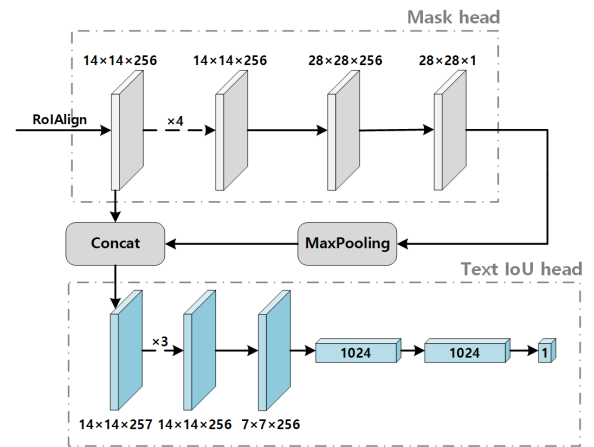 Mask head
14×14×256 14×14×256 28×28×256 28×28×1
RoIAlign
×4
Concat
MaxPooling
Text IoU head
×3
1024
1024
1
14×14×257 14×14×256 7×7×256